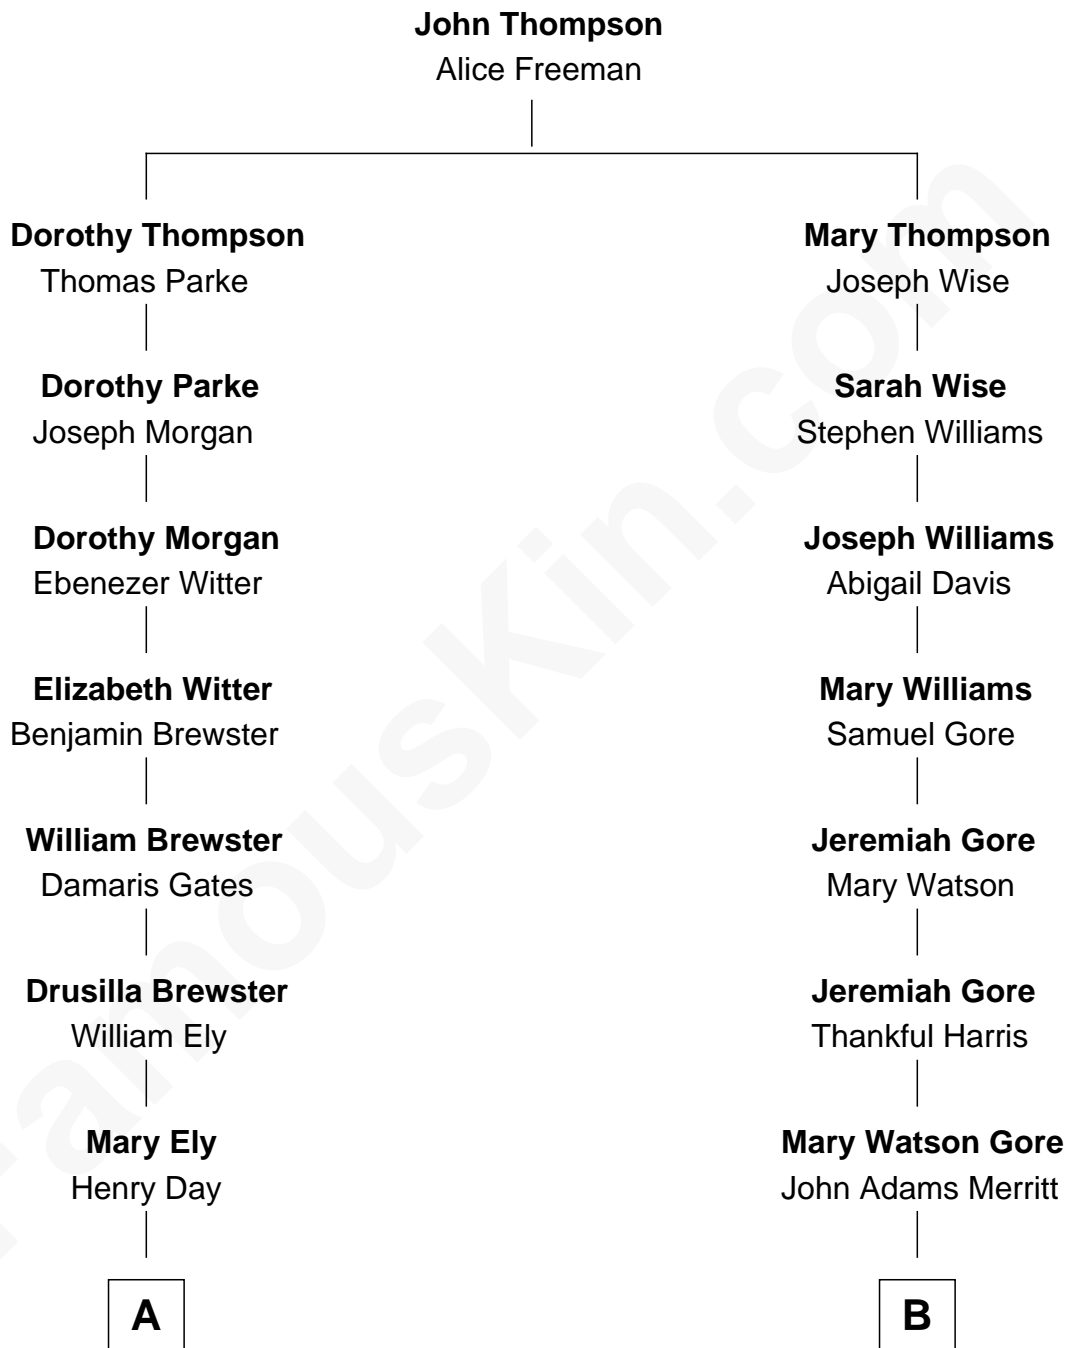 John Thompson
Alice Freeman
Dorothy Thompson
Thomas Parke
Mary Thompson
Joseph Wise
Dorothy Parke
Joseph Morgan
Sarah Wise
Stephen Williams
Dorothy Morgan
Ebenezer Witter
Joseph Williams
Abigail Davis
Elizabeth Witter
Benjamin Brewster
Mary Williams
Samuel Gore
William Brewster
Damaris Gates
Jeremiah Gore
Mary Watson
Drusilla Brewster
William Ely
Jeremiah Gore
Thankful Harris
Mary Ely
Henry Day
Mary Watson Gore
John Adams Merritt
A
B
FamousKin.com